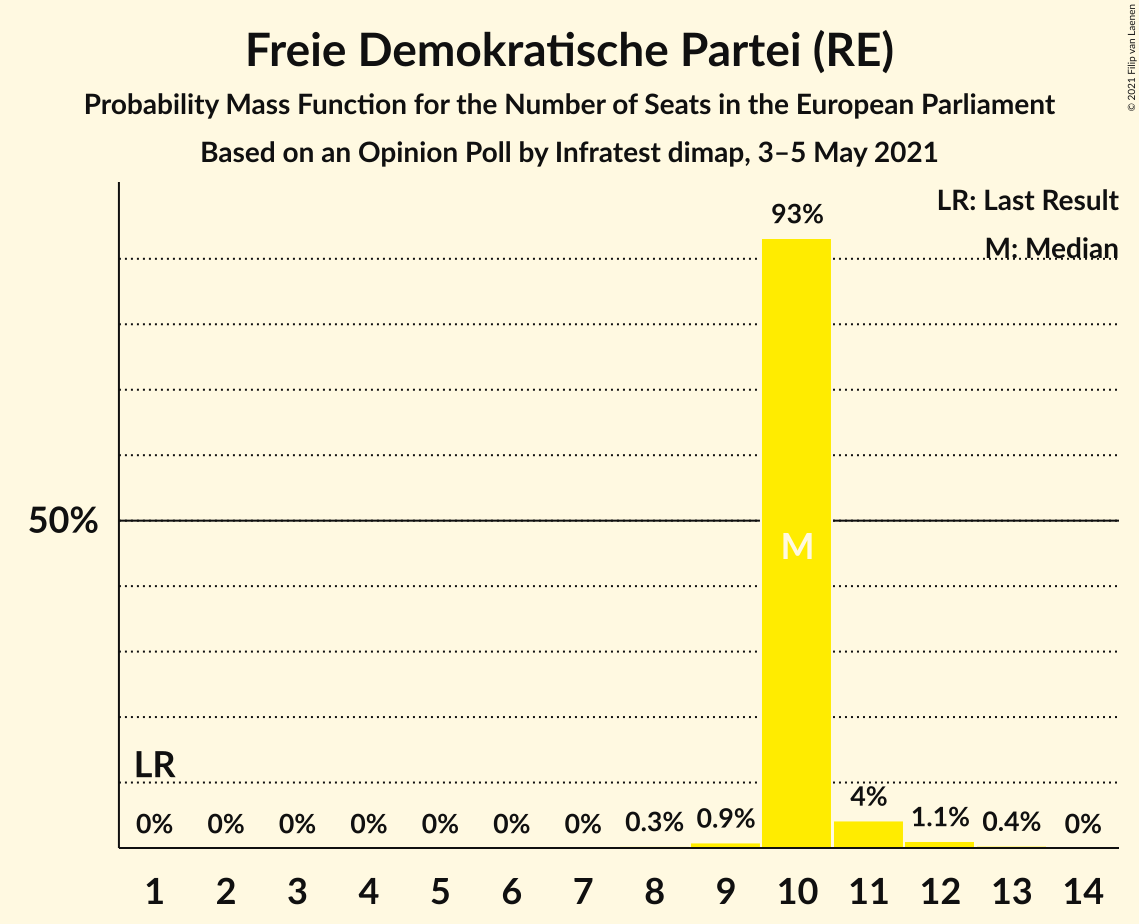 Freie Demokratische Partei (RE)
Probability Mass Function for the Number of Seats in the European Parliament
Based on an Opinion Poll by Infratest dimap, 3–5 May 2021
© 2021 Filip van Laenen
LR: Last Result
M: Median
93%
50%
M
LR
0% 0% 0% 0% 0% 0% 0% 0.3% 0.9% 4% 1.1% 0.4% 0%
1 2 3 4 5 6 7 8 9 10 11 12 13 14